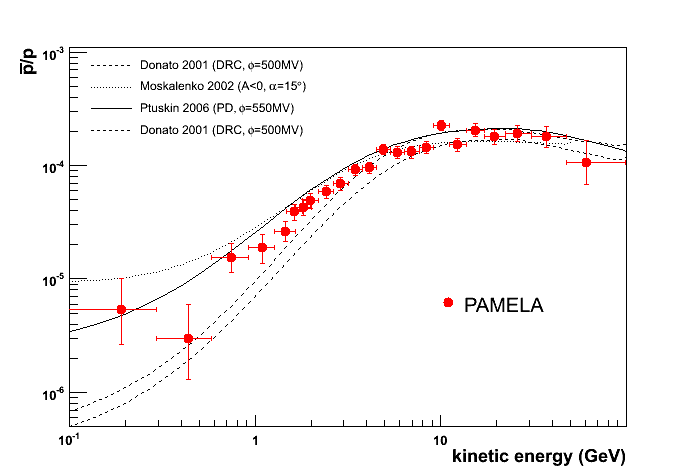 p̅/p
10⁻³
10⁻⁴
10⁻⁵
10⁻⁶
Donato 2001 (DRC, ϕ=500MV)
Moskalenko 2002 (A<0, α=15°)
Ptuskin 2006 (PD, ϕ=550MV)
Donato 2001 (DRC, ϕ=500MV)
PAMELA
10⁻¹
1
10
kinetic energy (GeV)